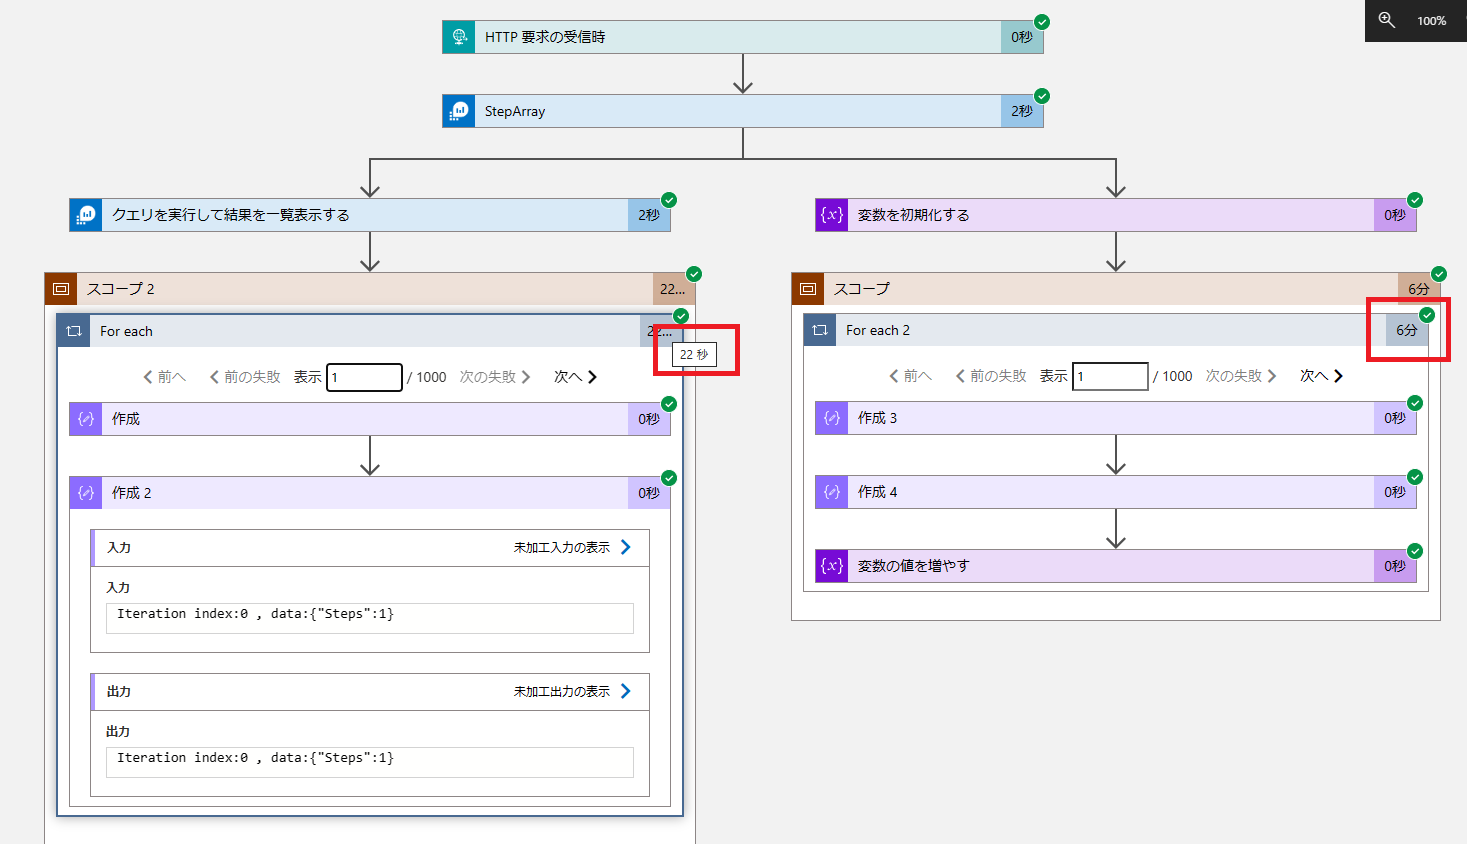 HTTP 要求の受信時 0秒
100%
StepArray 2秒
クエリを実行して結果を一覧表示する 2秒
{x} 変数を初期化する 0秒
スコープ 2 22...
スコープ 6分
For each 22...
For each 2 6分
22 秒
前へ 前の失敗 表示 1 / 1000 次の失敗 次へ
前へ 前の失敗 表示 1 / 1000 次の失敗 次へ
作成 0秒
作成 3 0秒
作成 2 0秒
作成 4 0秒
入力 未加工入力の表示
{x} 変数の値を増やす 0秒
入力
Iteration index:0 , data:{"Steps":1}
出力 未加工出力の表示
出力
Iteration index:0 , data:{"Steps":1}